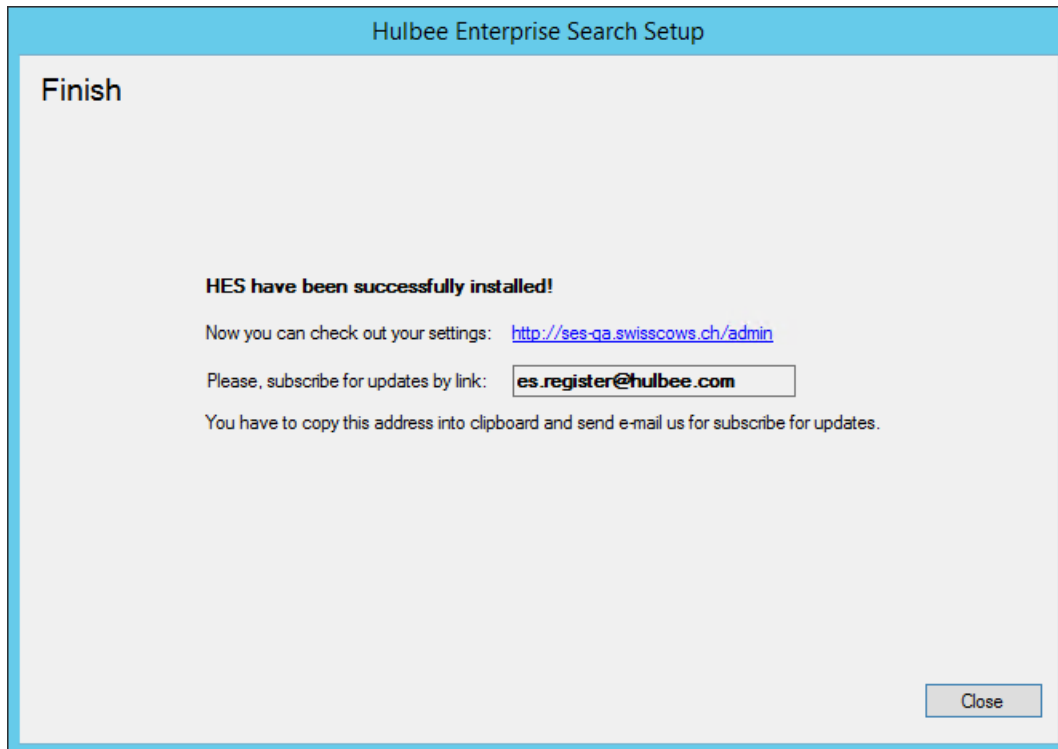 Hulbee Enterprise Search Setup
Finish
HES have been successfully installed!
Now you can check out your settings: http://ses-qa.swisscows.ch/admin
Please, subscribe for updates by link: es.register@hulbee.com
You have to copy this address into clipboard and send e-mail us for subscribe for updates.
Close